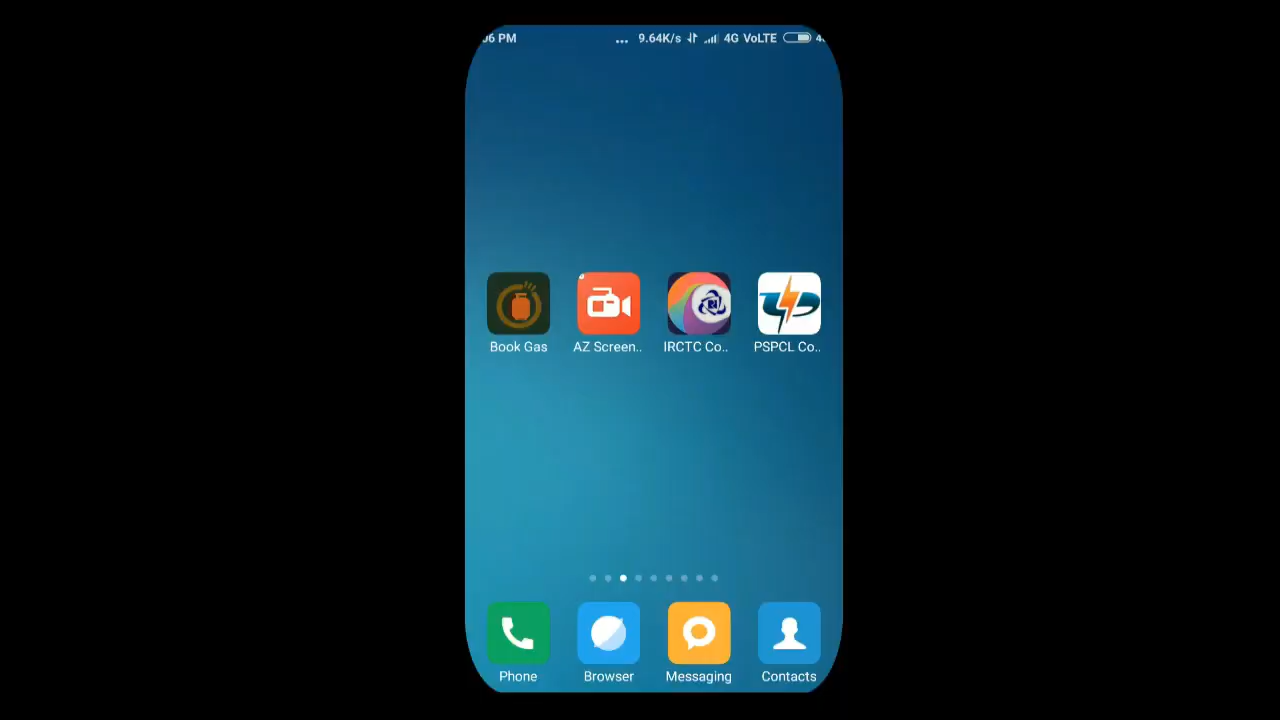 06 PM ... 9.64K/s 4G VoLTE
Book Gas AZ Screen.. IRCTC Co.. PSPCL Co..
Phone Browser Messaging Contacts